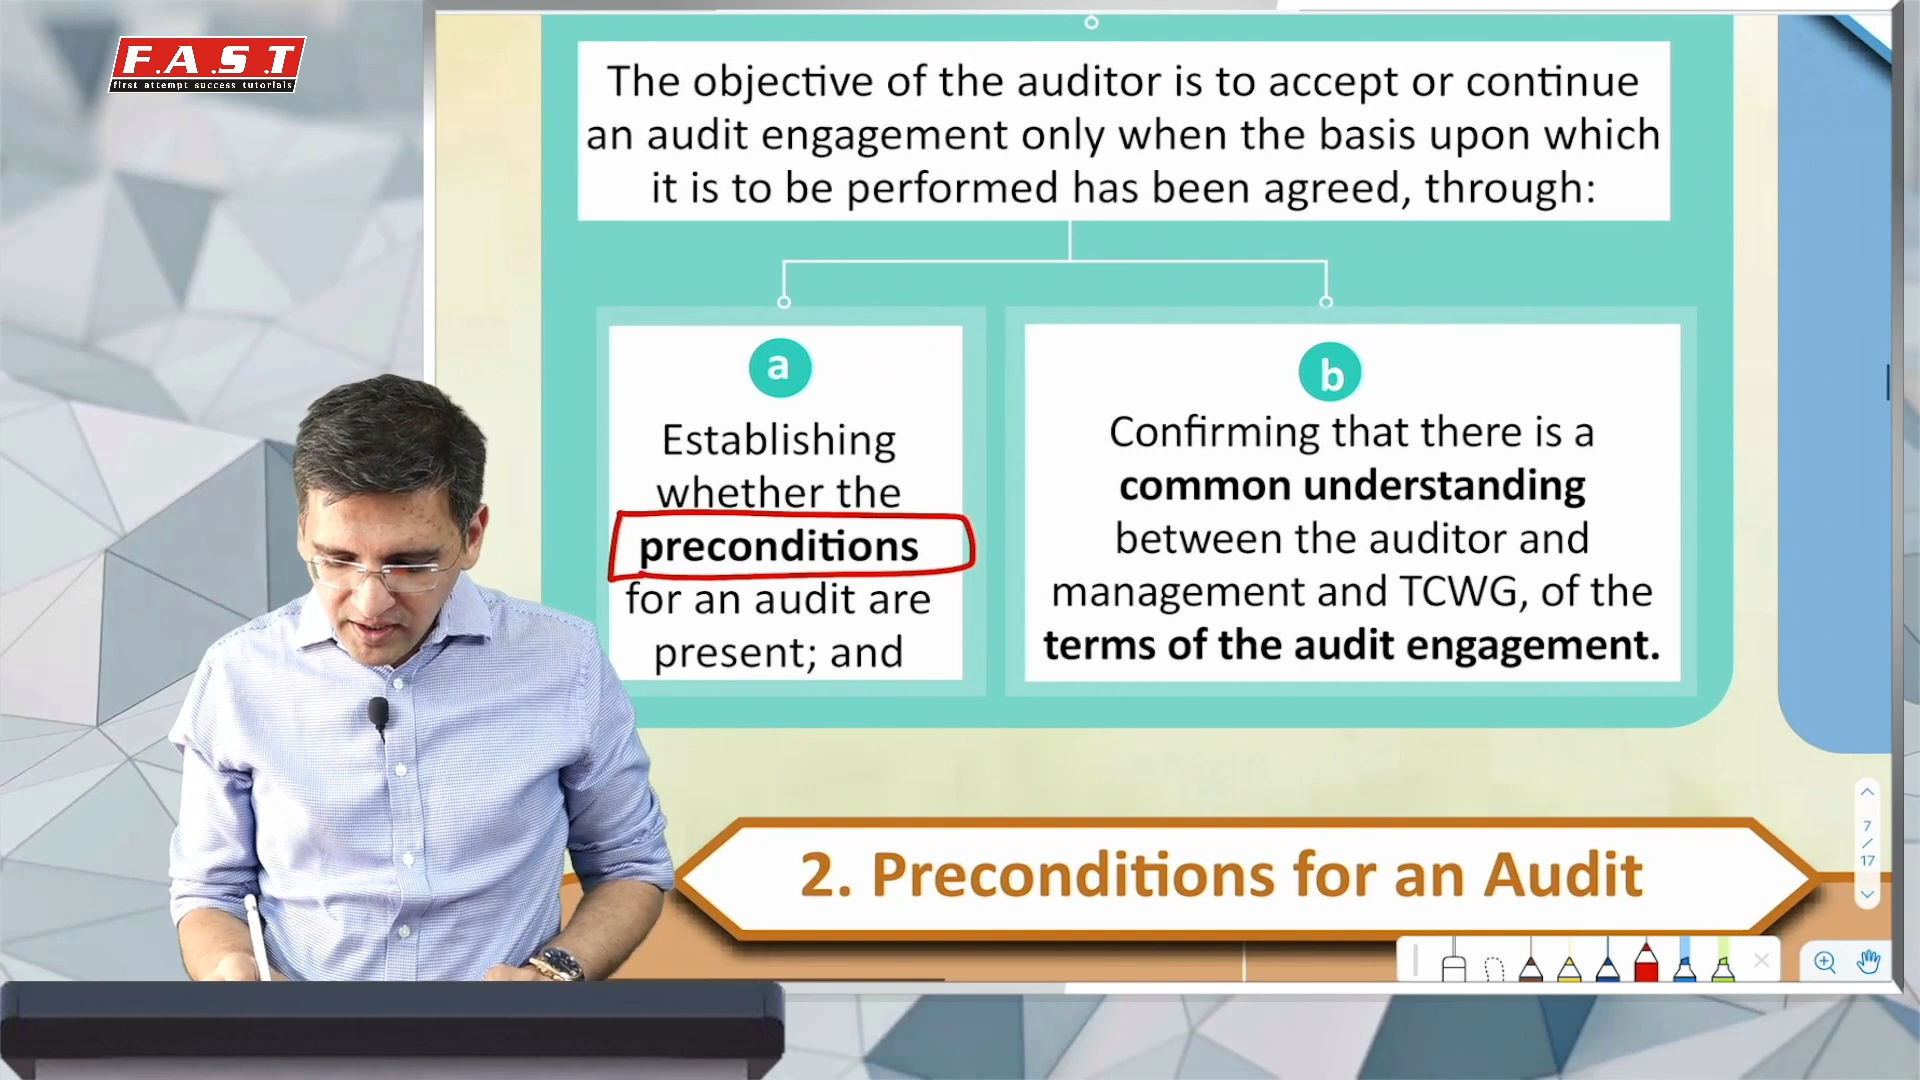 F.A.S.T
first attempt success tutorials
The objective of the auditor is to accept or continue
an audit engagement only when the basis upon which
it is to be performed has been agreed, through:
a
Establishing
whether the
preconditions
for an audit are
present; and
b
Confirming that there is a
common understanding
between the auditor and
management and TCWG, of the
terms of the audit engagement.
2. Preconditions for an Audit
7
/
17